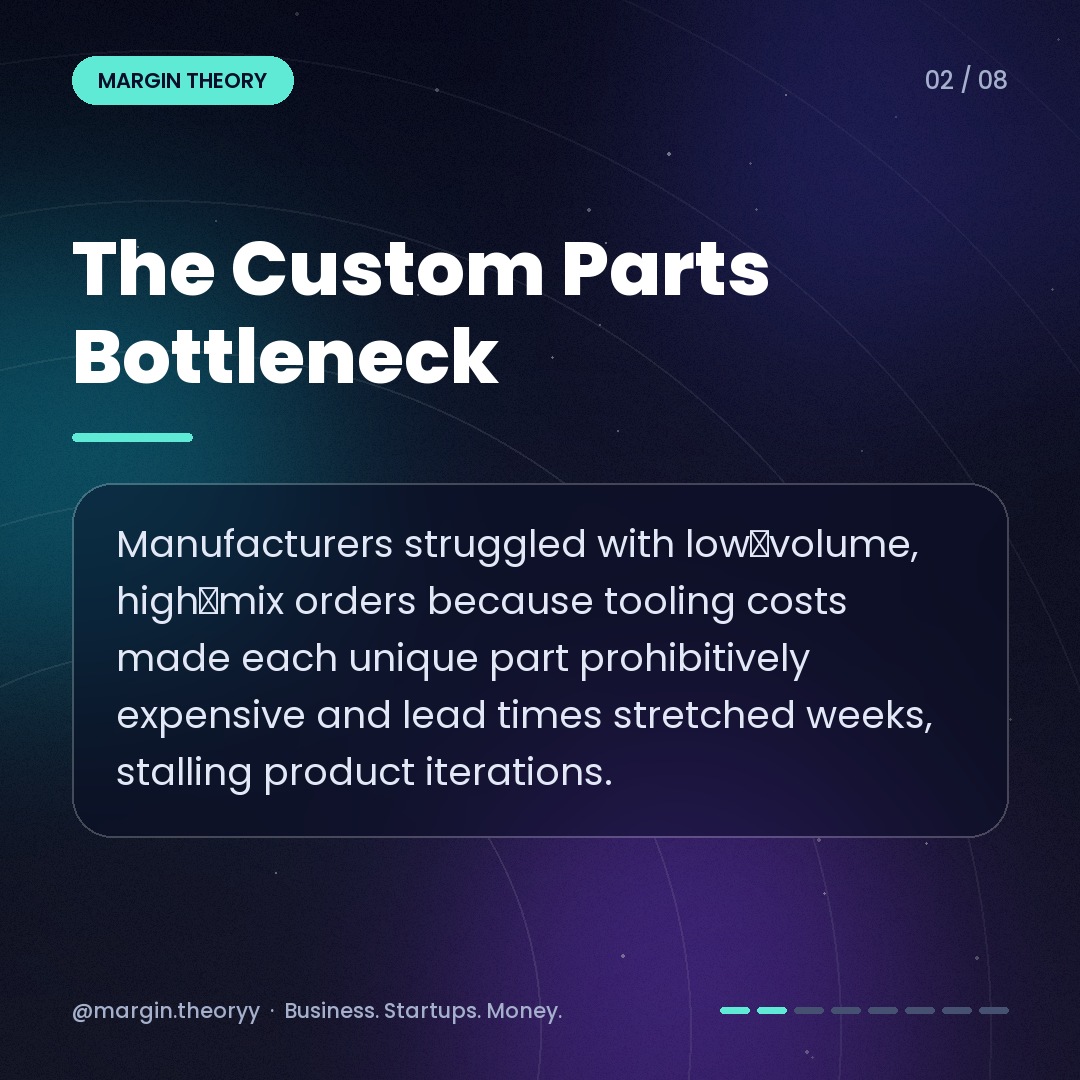 MARGIN THEORY
02 / 08
The Custom Parts
Bottleneck
Manufacturers struggled with low☒volume,
high☒mix orders because tooling costs
made each unique part prohibitively
expensive and lead times stretched weeks,
stalling product iterations.
@margin.theoryy · Business. Startups. Money.